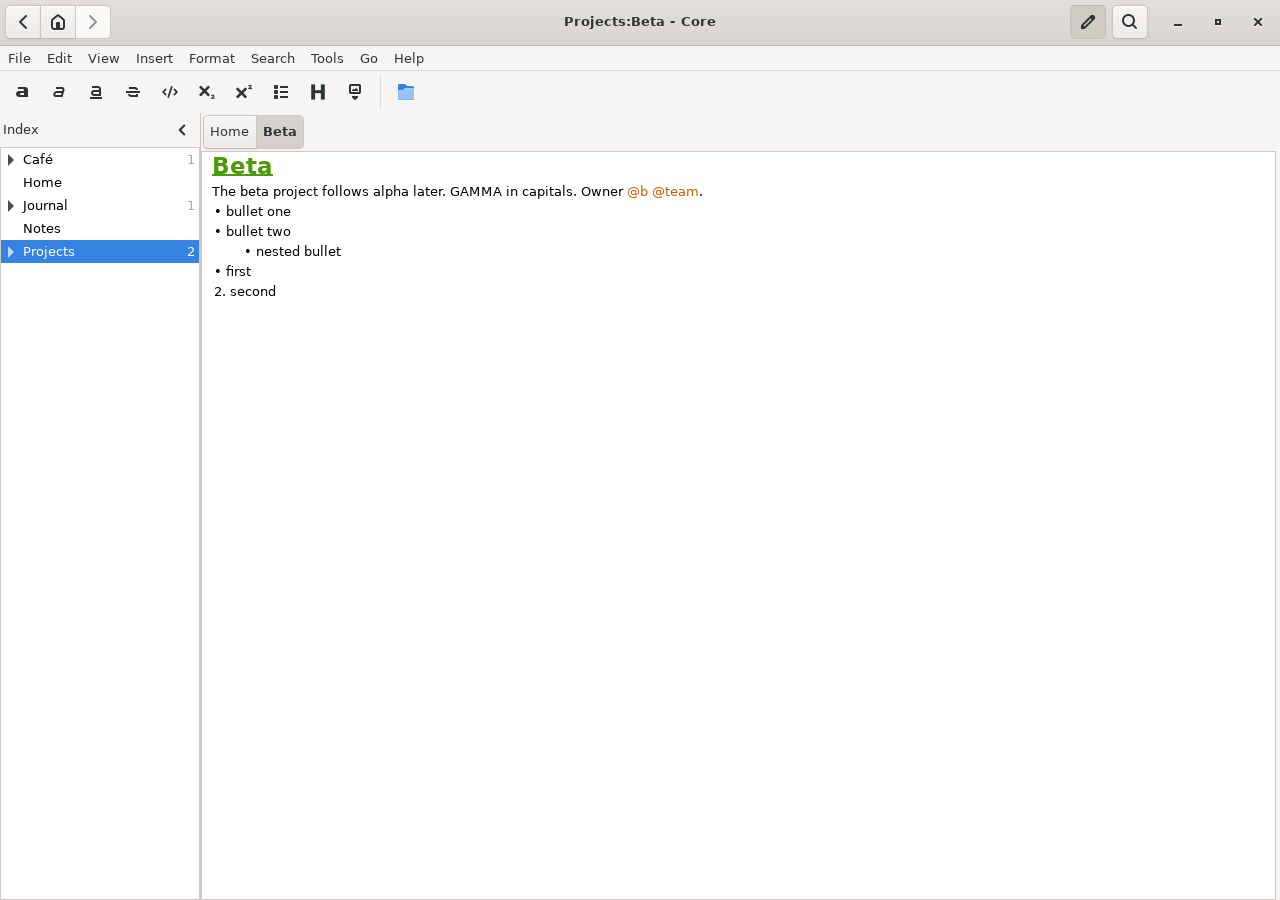 Projects:Beta - Core
File Edit View Insert Format Search Tools Go Help
Index
Café 1
Home
Journal 1
Notes
Projects 2
Home Beta
Beta
The beta project follows alpha later. GAMMA in capitals. Owner @b @team.
• bullet one
• bullet two
• nested bullet
• first
2. second